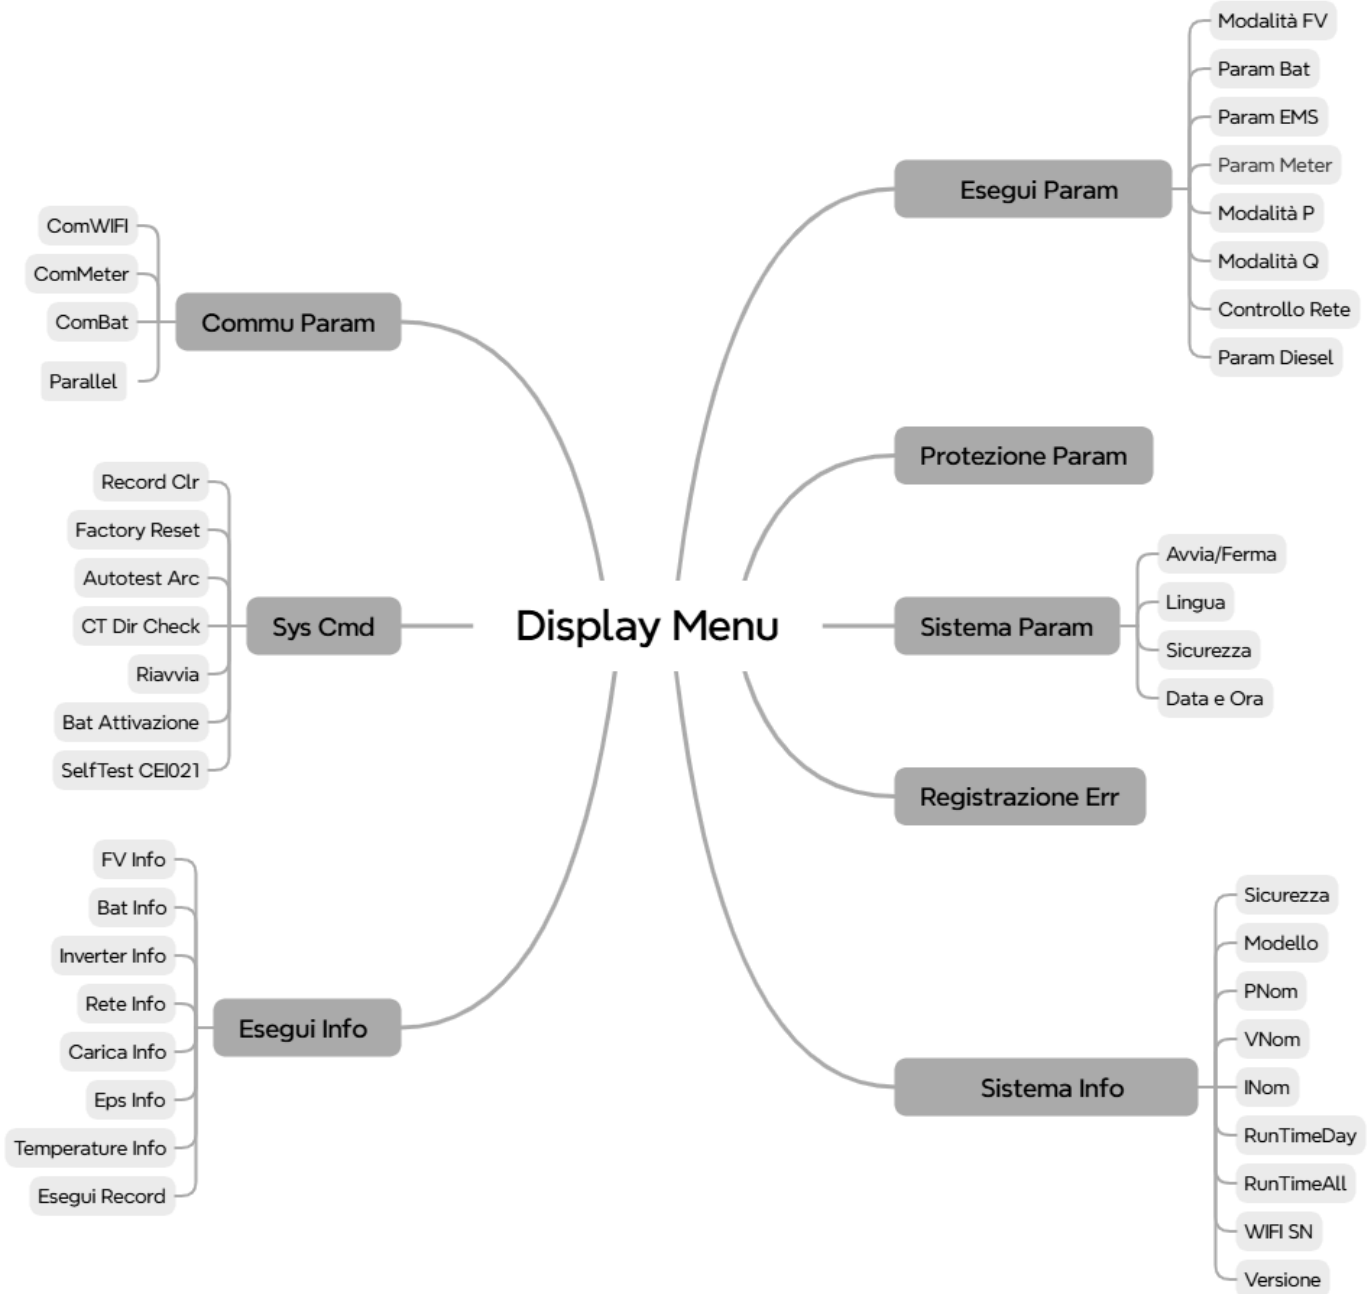 Display Menu
Esegui Param
Modalità FV
Param Bat
Param EMS
Param Meter
Modalità P
Modalità Q
Controllo Rete
Param Diesel
Protezione Param
Sistema Param
Avvia/Ferma
Lingua
Sicurezza
Data e Ora
Registrazione Err
Sistema Info
Sicurezza
Modello
PNom
VNom
INom
RunTimeDay
RunTimeAll
WIFI SN
Versione
Commu Param
ComWIFI
ComMeter
ComBat
Parallel
Sys Cmd
Record Clr
Factory Reset
Autotest Arc
CT Dir Check
Riavvia
Bat Attivazione
SelfTest CEI021
Esegui Info
FV Info
Bat Info
Inverter Info
Rete Info
Carica Info
Eps Info
Temperature Info
Esegui Record